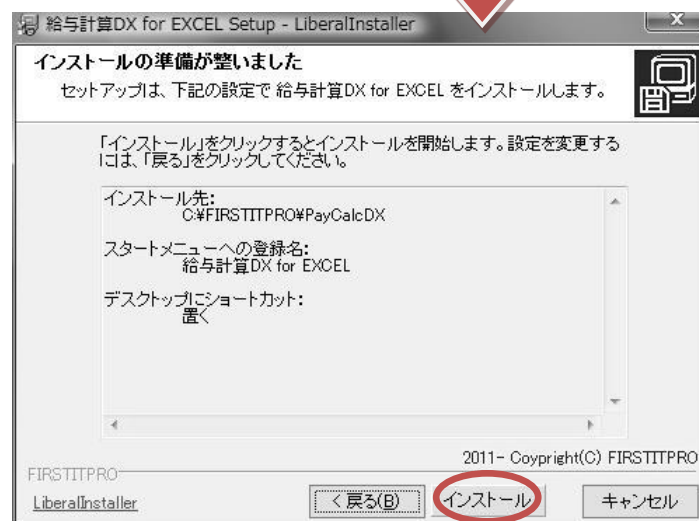 給与計算DX for EXCEL Setup - LiberalInstaller
インストールの準備が整いました
セットアップは、下記の設定で 給与計算DX for EXCEL をインストールします。
「インストール」をクリックするとインストールを開始します。設定を変更する
には、「戻る」をクリックしてください。
インストール先:
C:¥FIRSTITPRO¥PayCalcDX
スタートメニューへの登録名:
給与計算DX for EXCEL
デスクトップにショートカット:
置く
2011- Coypright(C) FIRSTITPRO
FIRSTITPRO
LiberalInstaller
< 戻る(B)
インストール
キャンセル